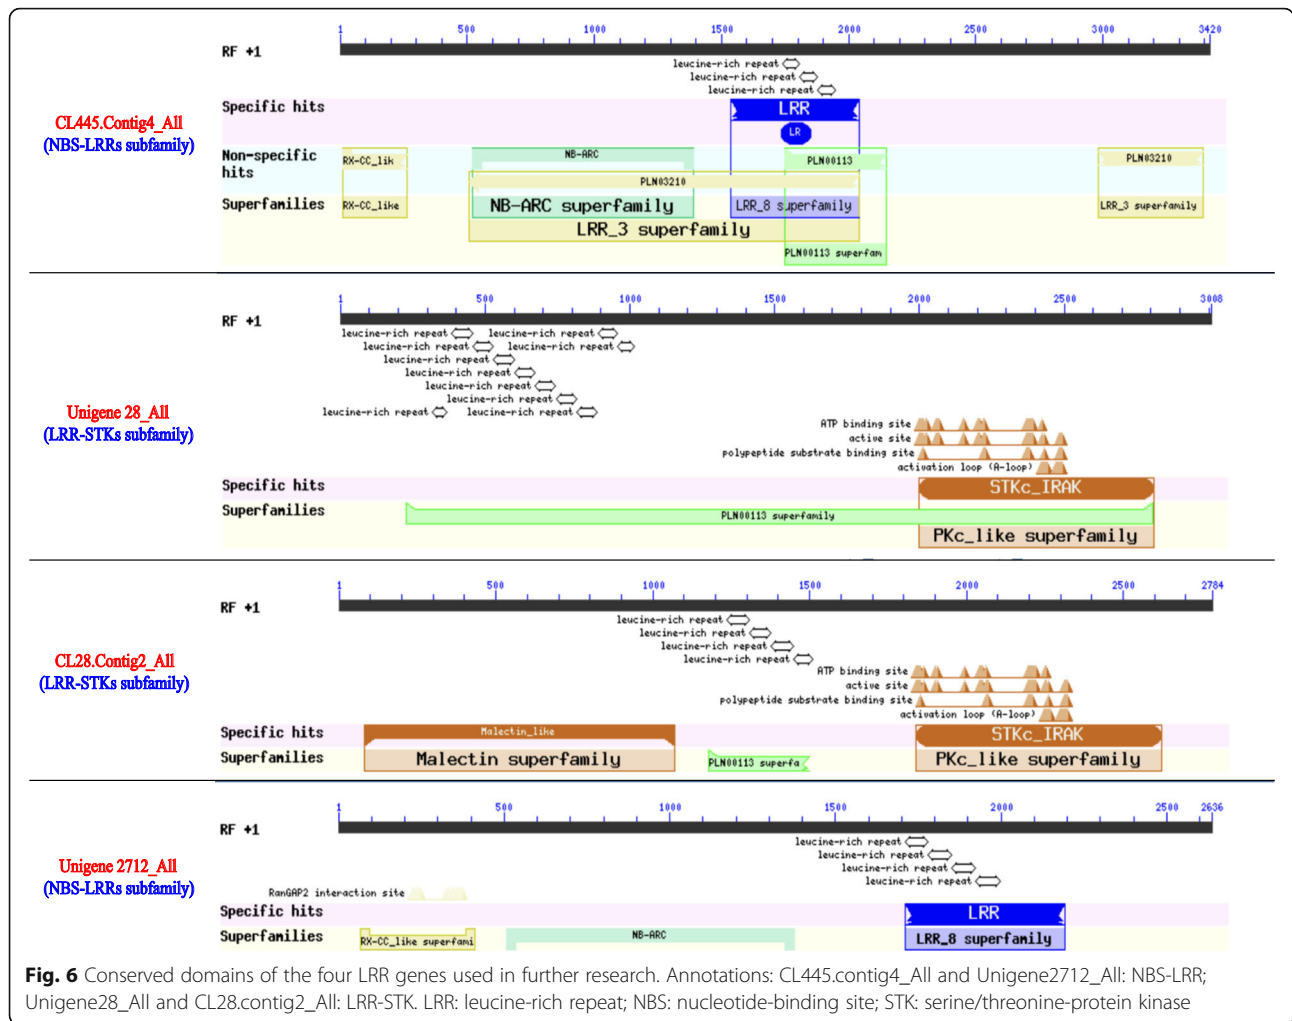 1 500 1000 1500 2000 2500 3000 3420
RF +1
leucine-rich repeat
leucine-rich repeat
leucine-rich repeat
CL445.Contig4_All
(NBS-LRRs subfamily)
Specific hits
LRR
LR
Non-specific
hits
RX-CC_lik
NB-ARC
PLN00113
PLN03210
PLN03210
Superfamilies
RX-CC_like
NB-ARC superfamily
LRR_8 superfamily
LRR_3 superfamily
LRR_3 superfamily
PLN00113 superfam
1 500 1000 1500 2000 2500 3008
RF +1
leucine-rich repeat leucine-rich repeat
leucine-rich repeat leucine-rich repeat
leucine-rich repeat
leucine-rich repeat
leucine-rich repeat
leucine-rich repeat
leucine-rich repeat leucine-rich repeat
Unigene 28_All
(LRR-STKs subfamily)
ATP binding site
active site
polypeptide substrate binding site
activation loop (A-loop)
Specific hits
STKc_IRAK
Superfamilies
PLN00113 superfamily
PKc_like superfamily
1 500 1000 1500 2000 2500 2784
RF +1
leucine-rich repeat
leucine-rich repeat
leucine-rich repeat
leucine-rich repeat
CL28.Contig2_All
(LRR-STKs subfamily)
ATP binding site
active site
polypeptide substrate binding site
activation loop (A-loop)
Specific hits
Malectin_like
STKc_IRAK
Superfamilies
Malectin superfamily
PLN00113 superfa
PKc_like superfamily
1 500 1000 1500 2000 2500 2636
RF +1
leucine-rich repeat
leucine-rich repeat
leucine-rich repeat
leucine-rich repeat
Unigene 2712_All
(NBS-LRRs subfamily)
RanGAP2 interaction site
Specific hits
LRR
Superfamilies
RX-CC_like superfami
NB-ARC
LRR_8 superfamily
Fig. 6 Conserved domains of the four LRR genes used in further research. Annotations: CL445.contig4_All and Unigene2712_All: NBS-LRR;
Unigene28_All and CL28.contig2_All: LRR-STK. LRR: leucine-rich repeat; NBS: nucleotide-binding site; STK: serine/threonine-protein kinase